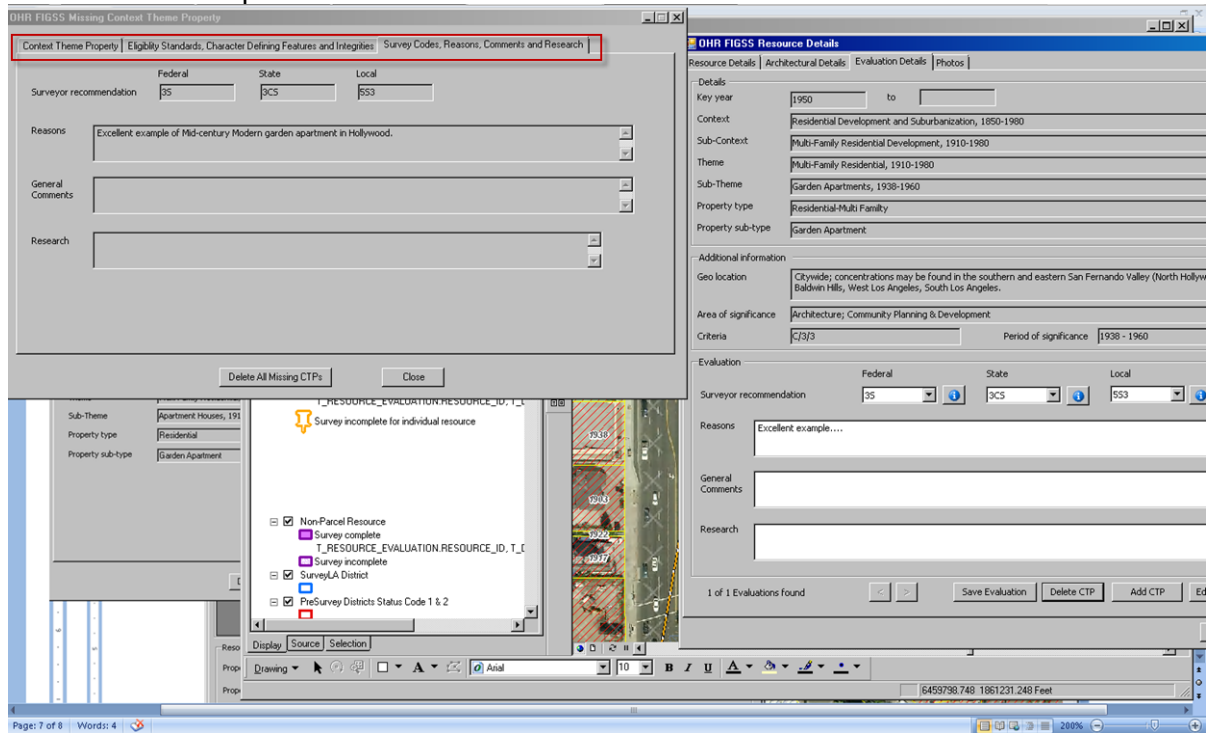 OHR FIGSS Missing Context Theme Property
Context Theme Property
Eligiblity Standards, Character Defining Features and Integrities
Survey Codes, Reasons, Comments and Research
Federal State Local
Surveyor recommendation 3S 3CS 5S3
Reasons Excellent example of Mid-century Modern garden apartment in Hollywood.
General
Comments
Research
Delete All Missing CTPs Close
OHR FIGSS Resource Details
Resource Details Architectural Details Evaluation Details Photos
Details
Key year 1950 to
Context Residential Development and Suburbanization, 1850-1980
Sub-Context Multi-Family Residential Development, 1910-1980
Theme Multi-Family Residential, 1910-1980
Sub-Theme Garden Apartments, 1938-1960
Property type Residential-Multi Familty
Property sub-type Garden Apartment
Additional information
Geo location Citywide; concentrations may be found in the southern and eastern San Fernando Valley (North Hollyw
Baldwin Hills, West Los Angeles, South Los Angeles.
Area of significance Architecture; Community Planning & Development
Criteria C/3/3 Period of significance 1938 - 1960
Evaluation
Federal State Local
Surveyor recommendation 3S 3CS 5S3
Reasons Excellent example....
General
Comments
Research
1 of 1 Evaluations found < > Save Evaluation Delete CTP Add CTP Ed
Sub-Theme Apartment Houses, 191
Property type Residential
Property sub-type Garden Apartment
D
T_RESOURCE_EVALUATION.RESOURCE_ID, T_
Survey incomplete for individual resource
Non-Parcel Resource
Survey complete
T_RESOURCE_EVALUATION.RESOURCE_ID, T_
Survey incomplete
SurveyLA District
PreSurvey Districts Status Code 1 & 2
Display Source Selection
1938
1903
1922
1937
Reso
Prop
Prop
Drawing A Arial 10 B I U A
6459798.748 1861231.248 Feet
Page: 7 of 8 Words: 4 200%